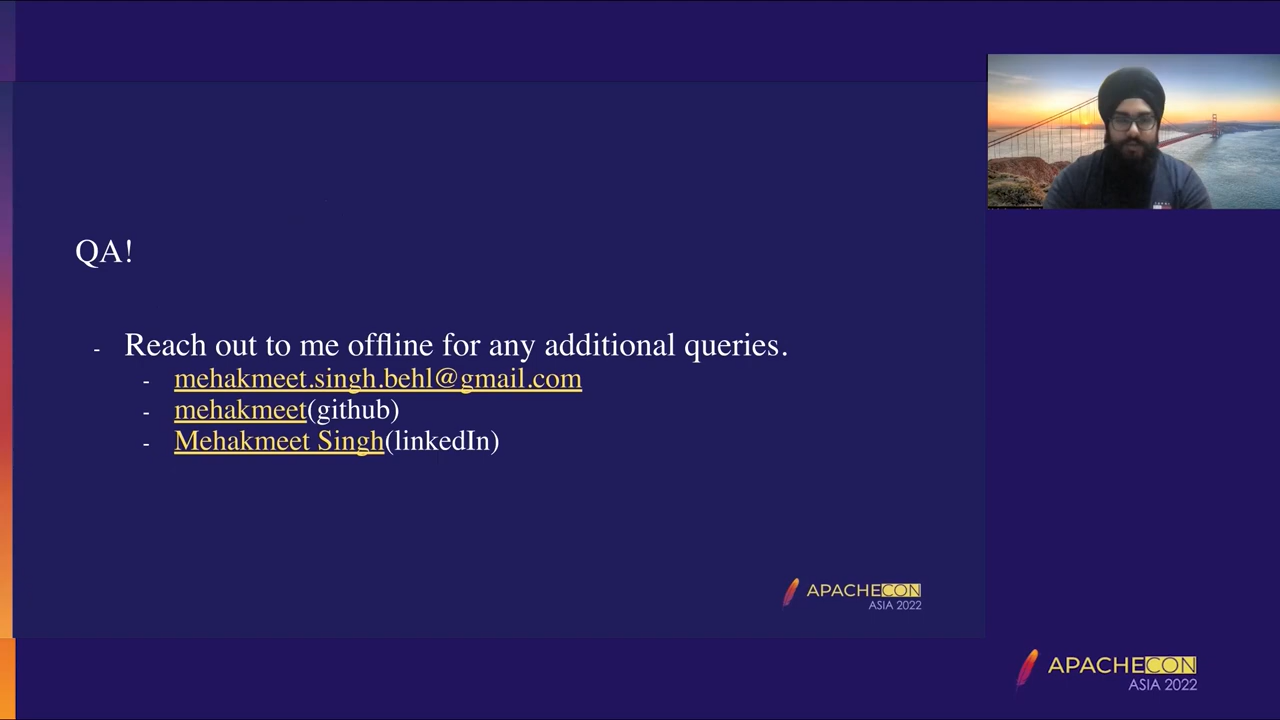 QA!
- Reach out to me offline for any additional queries.
- mehakmeet.singh.behl@gmail.com
- mehakmeet(github)
- Mehakmeet Singh(linkedIn)
APACHECON
ASIA 2022
APACHECON
ASIA 2022